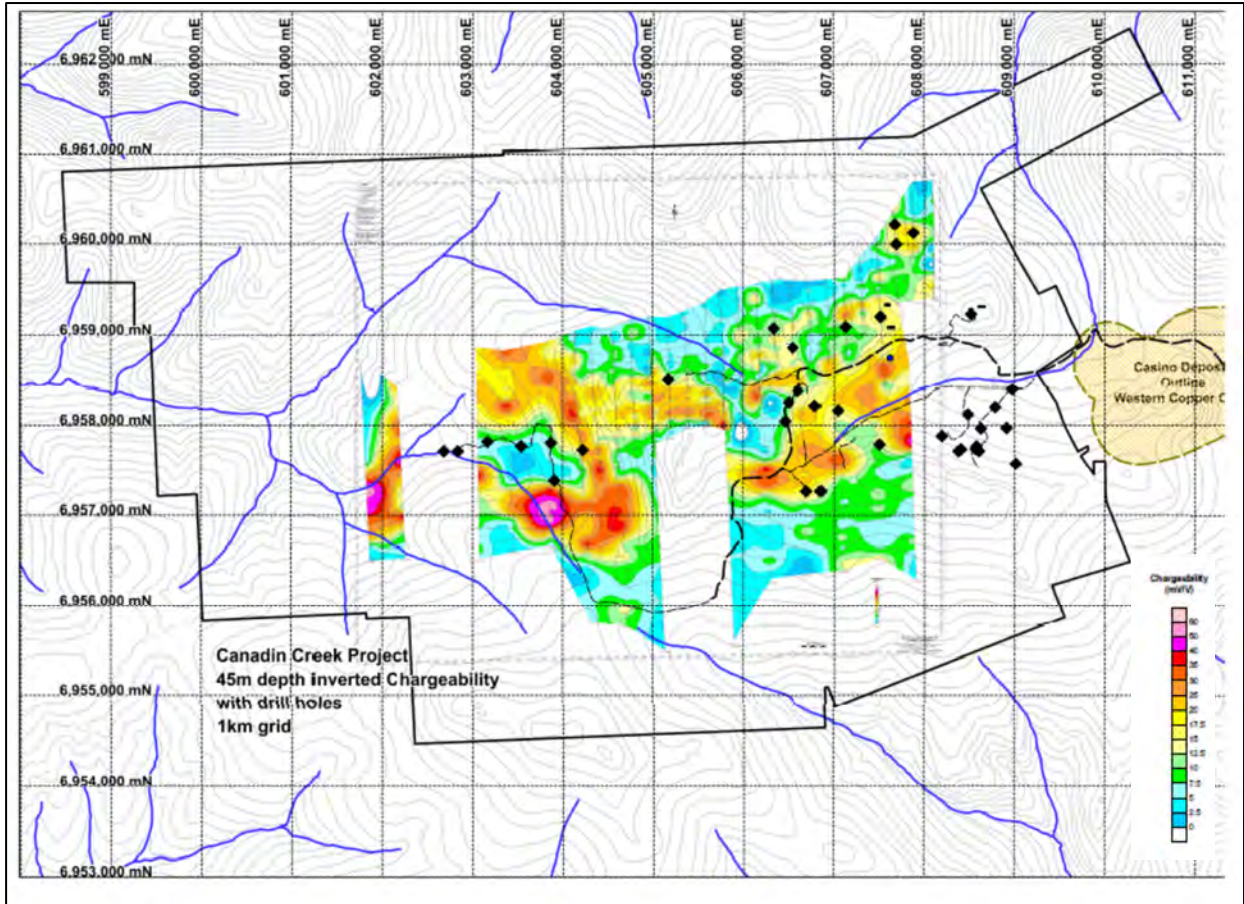 599,000 mE
600,000 mE
601,000 mE
602,000 mE
603,000 mE
604,000 mE
605,000 mE
606,000 mE
607,000 mE
608,000 mE
609,000 mE
610,000 mE
611,000 mE
6,962,000 mN
6,961,000 mN
6,960,000 mN
6,959,000 mN
6,958,000 mN
6,957,000 mN
6,956,000 mN
6,955,000 mN
6,954,000 mN
6,953,000 mN
Casino Deposit
Outline
Western Copper C
Canadin Creek Project
45m depth inverted Chargeability
with drill holes
1km grid
Chargeability
(mV/V)
60
50
40
35
30
25
20
17.5
15
12.5
10
7.5
5
2.5
0